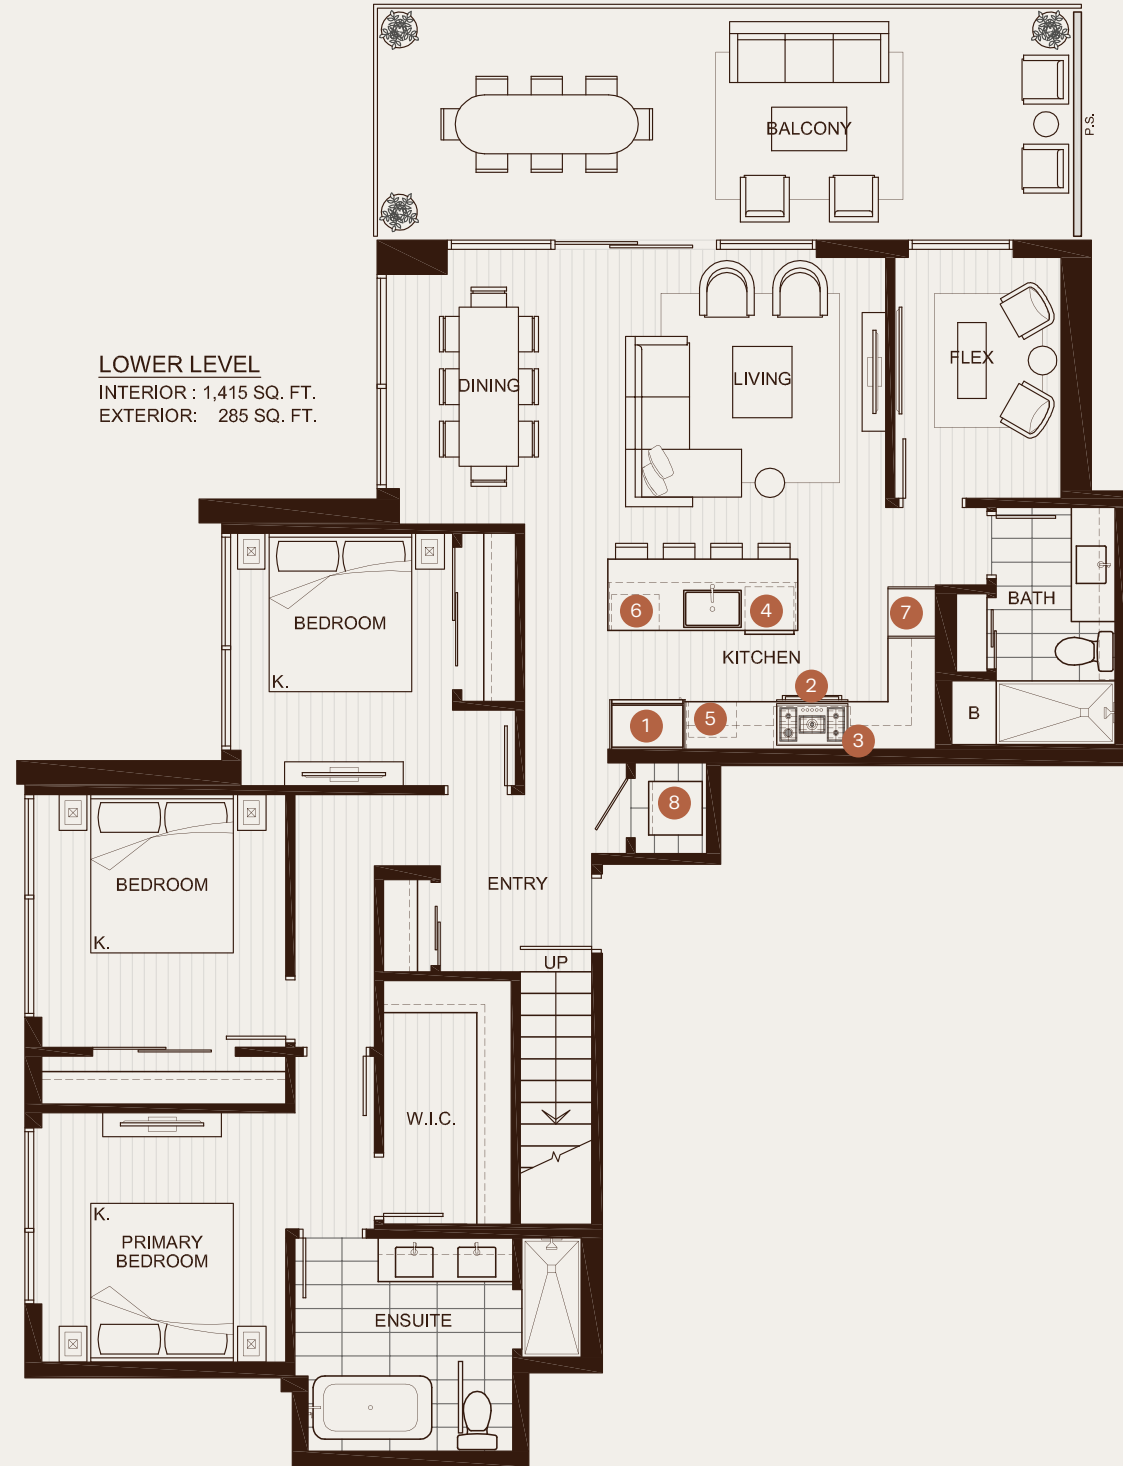 BALCONY
P.S.
LOWER LEVEL
INTERIOR : 1,415 SQ. FT.
EXTERIOR: 285 SQ. FT.
DINING
LIVING
FLEX
BEDROOM
K.
6
4
7
BATH
KITCHEN
2
1
5
3
B
8
BEDROOM
K.
ENTRY
UP
W.I.C.
K.
PRIMARY
BEDROOM
ENSUITE